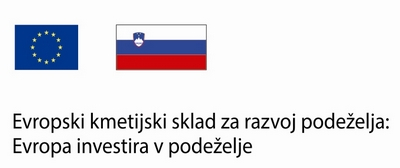 Evropski kmetijski sklad za razvoj podeželja:
Evropa investira v podeželje